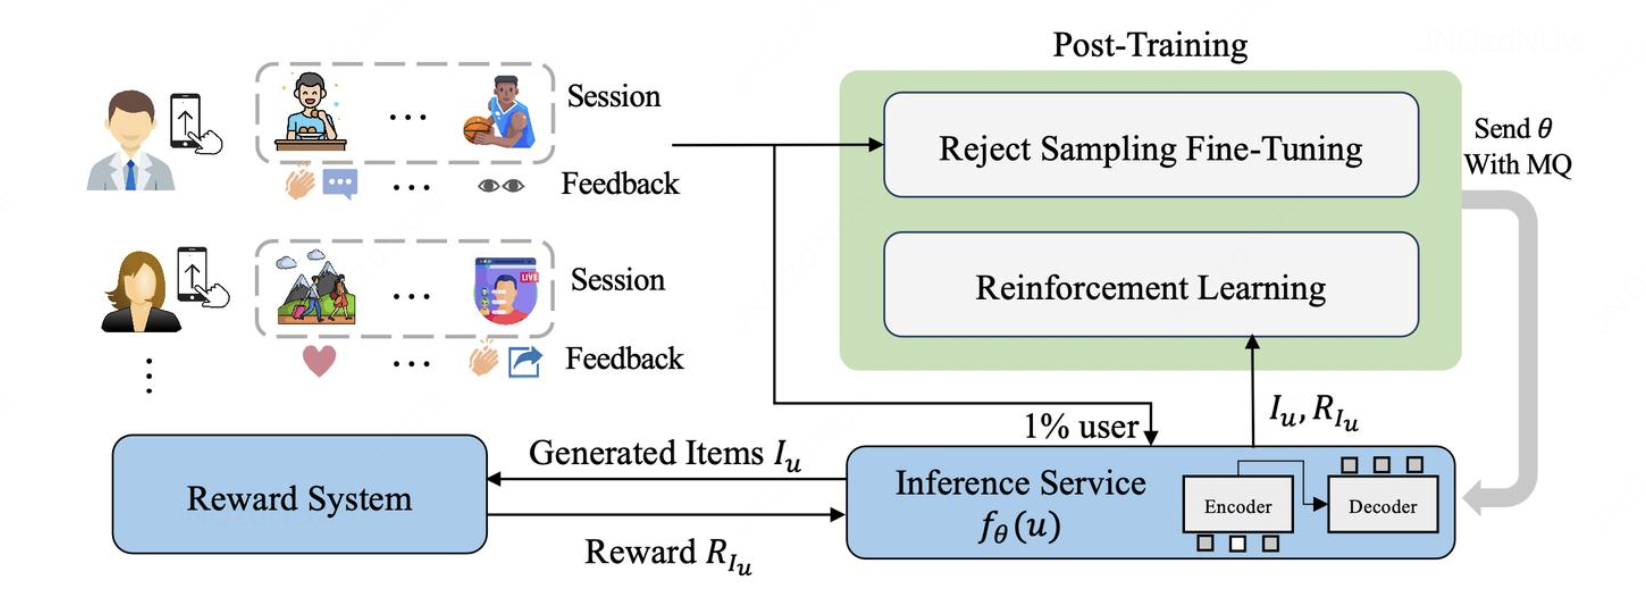 Post-Training
Session
Feedback
Reject Sampling Fine-Tuning
Send θ
With MQ
Session
LIVE
Feedback
Reinforcement Learning
1% user
I_u, R_{I_u}
Generated Items I_u
Reward System
Reward R_{I_u}
Inference Service
f_θ(u)
Encoder
Decoder